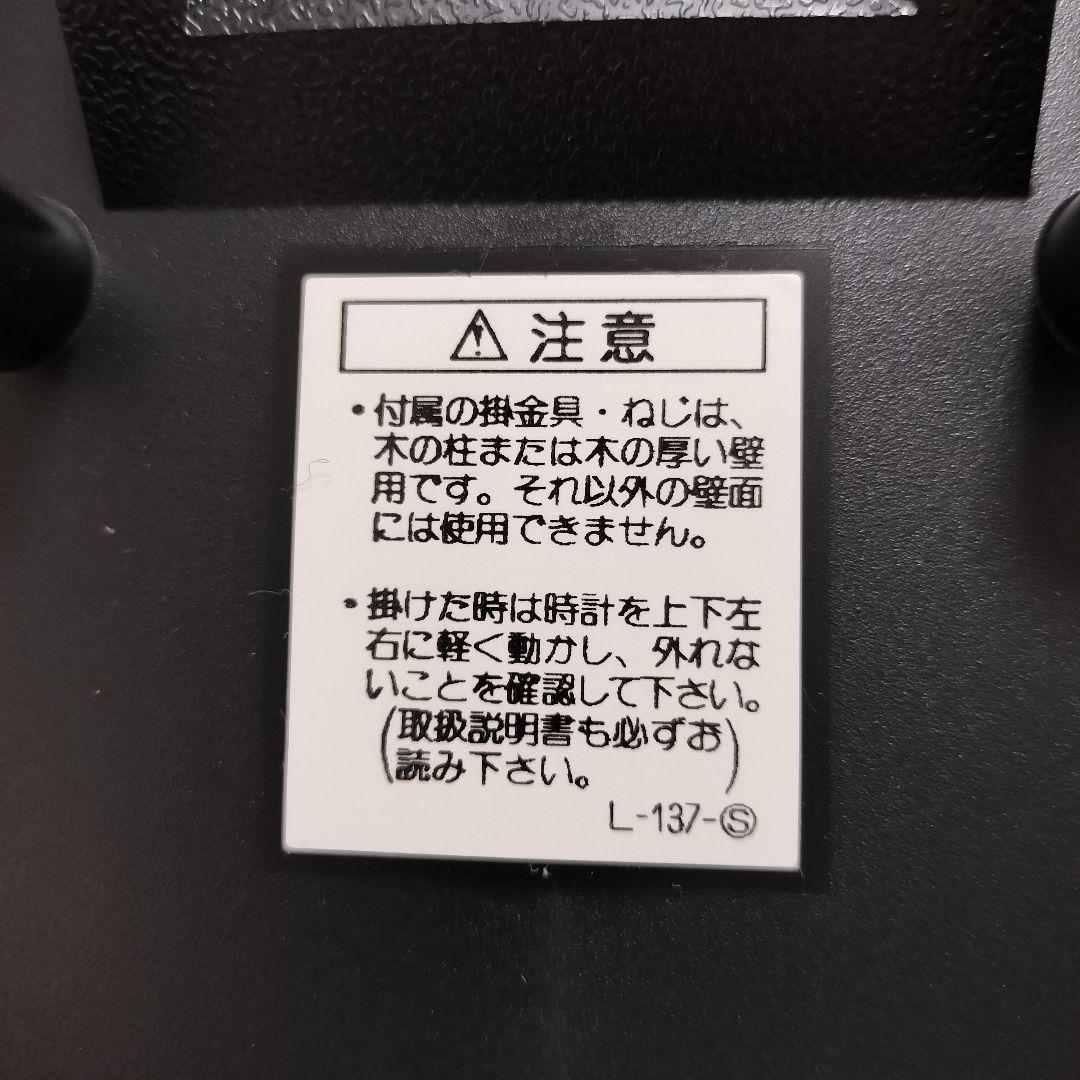 ⚠ 注意
・付属の掛金具・ねじは、
木の柱または木の厚い壁
用です。それ以外の壁面
には使用できません。
・掛けた時は時計を上下左
右に軽く動かし、外れな
いことを確認して下さい。
(取扱説明書も必ずお
読み下さい。)
L-137-Ⓢ